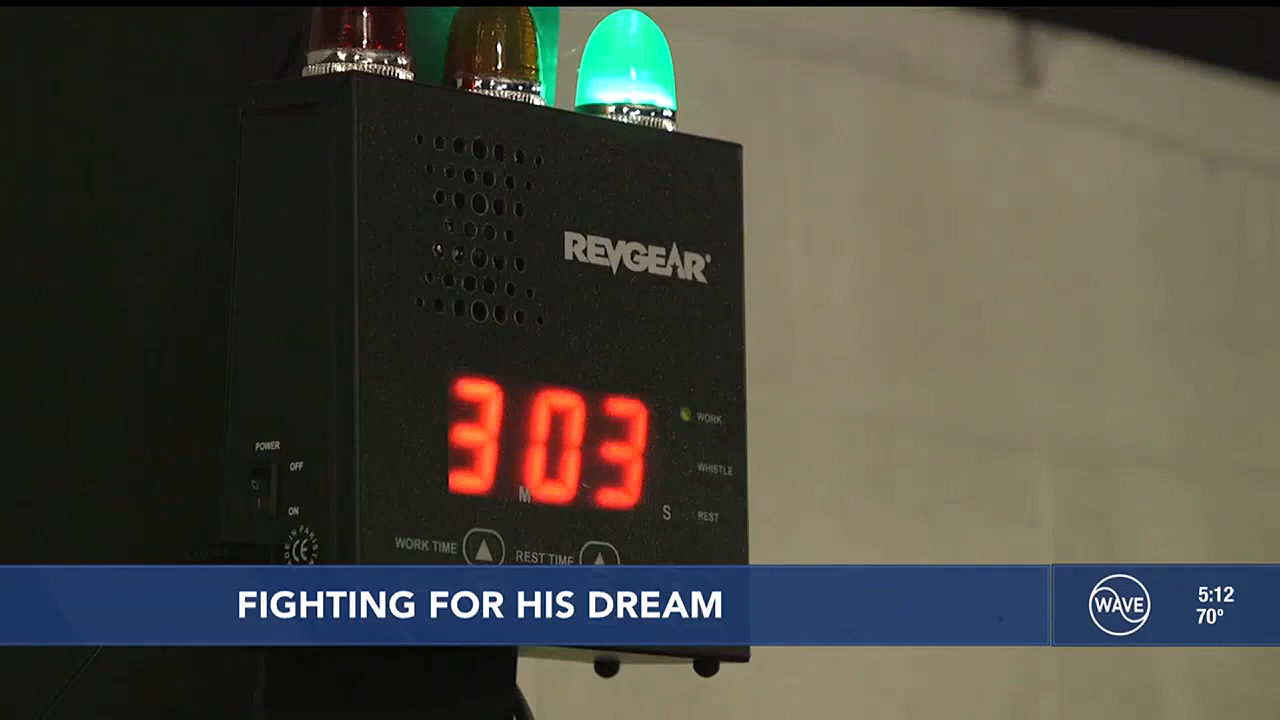 REVGEAR
303
M
S
WORK
WHISTLE
REST
POWER
OFF
ON
WORK TIME
REST TIME
FIGHTING FOR HIS DREAM
WAVE
5:12
70°